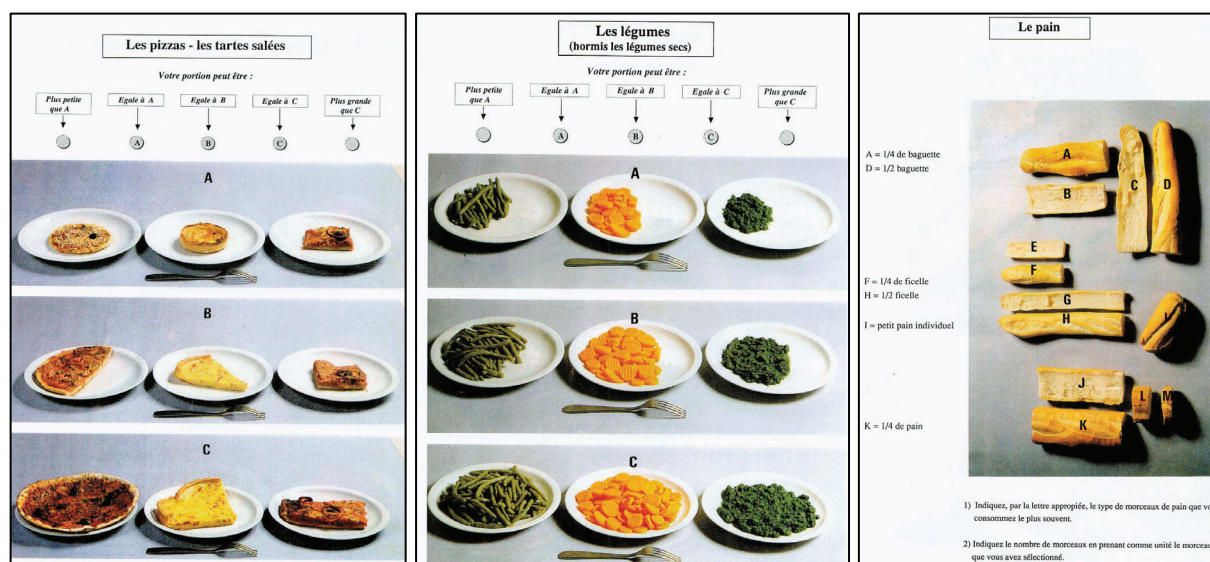 Les pizzas - les tartes salées
Votre portion peut être :
Plus petite
que A
Egale à A
Egale à B
Egale à C
Plus grande
que C
A
B
C
A
B
C
Les légumes
(hormis les légumes secs)
Votre portion peut être :
Plus petite
que A
Egale à A
Egale à B
Egale à C
Plus grande
que C
A
B
C
A
B
C
Le pain
A = 1/4 de baguette
D = 1/2 baguette
F = 1/4 de ficelle
H = 1/2 ficelle
I = petit pain individuel
K = 1/4 de pain
A
B
C
D
E
F
G
H
I
J
K
L
M
1) Indiquez, par la lettre appropiée, le type de morceaux de pain que vo
consommez le plus souvent.
2) Indiquez le nombre de morceaux en prenant comme unité le morceau
que vous avez sélectionné.